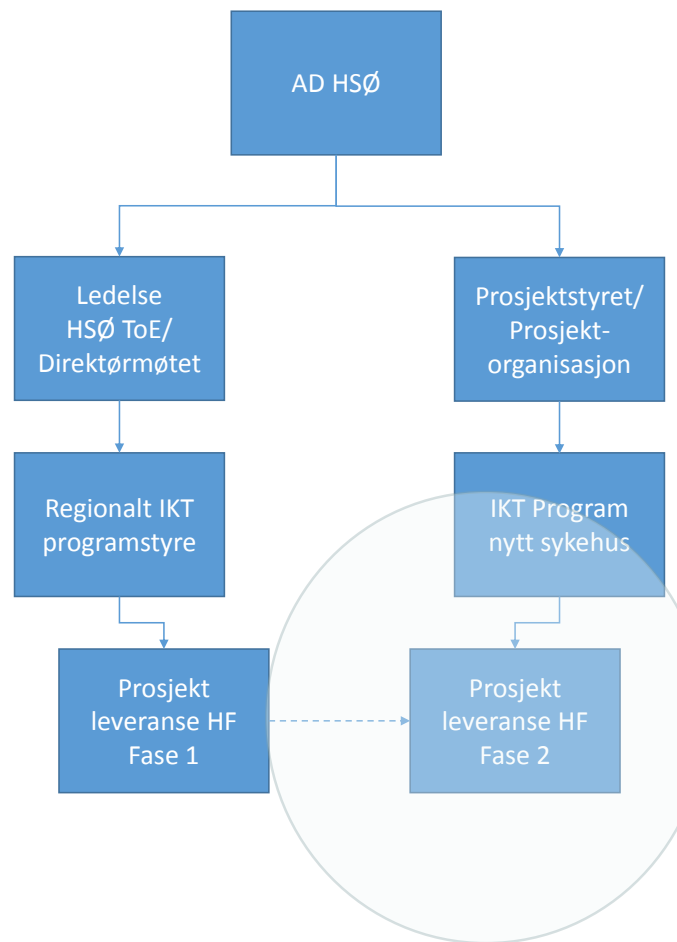 AD HSØ
Ledelse
HSØ ToE/
Direktørmøtet
Prosjektstyret/
Prosjekt-
organisasjon
Regionalt IKT
programstyre
IKT Program
nytt sykehus
Prosjekt
leveranse HF
Fase 1
Prosjekt
leveranse HF
Fase 2